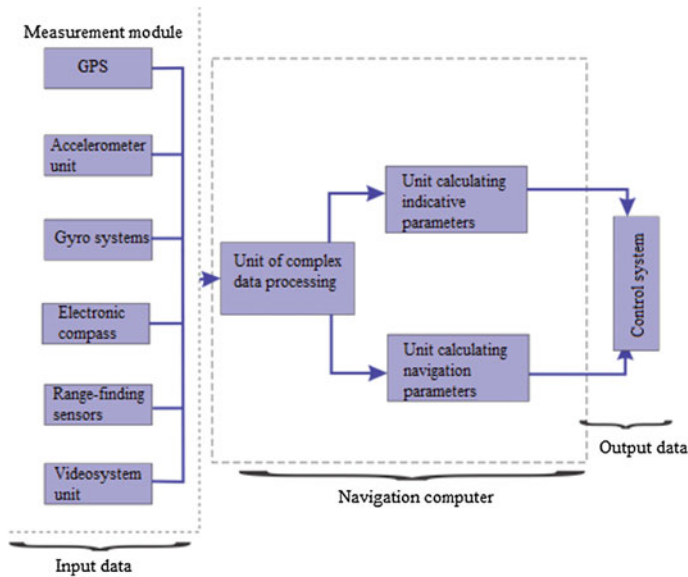 Measurement module
GPS
Accelerometer
unit
Gyro systems
Electronic
compass
Range-finding
sensors
Videosystem
unit
Input data
Unit of complex
data processing
Unit calculating
indicative
parameters
Unit calculating
navigation
parameters
Navigation computer
Control system
Output data